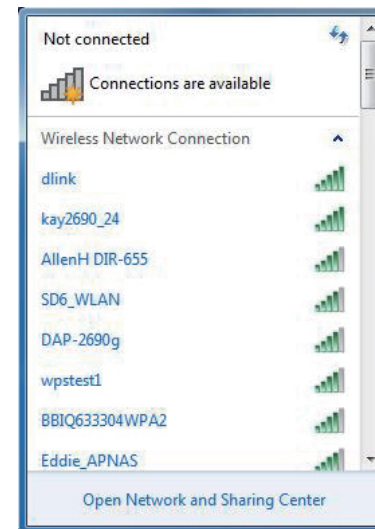 Not connected
Connections are available
Wireless Network Connection
dlink
kay2690_24
AllenH DIR-655
SD6_WLAN
DAP-2690g
wpstest1
BBIQ633304WPA2
Eddie_APNAS
Open Network and Sharing Center